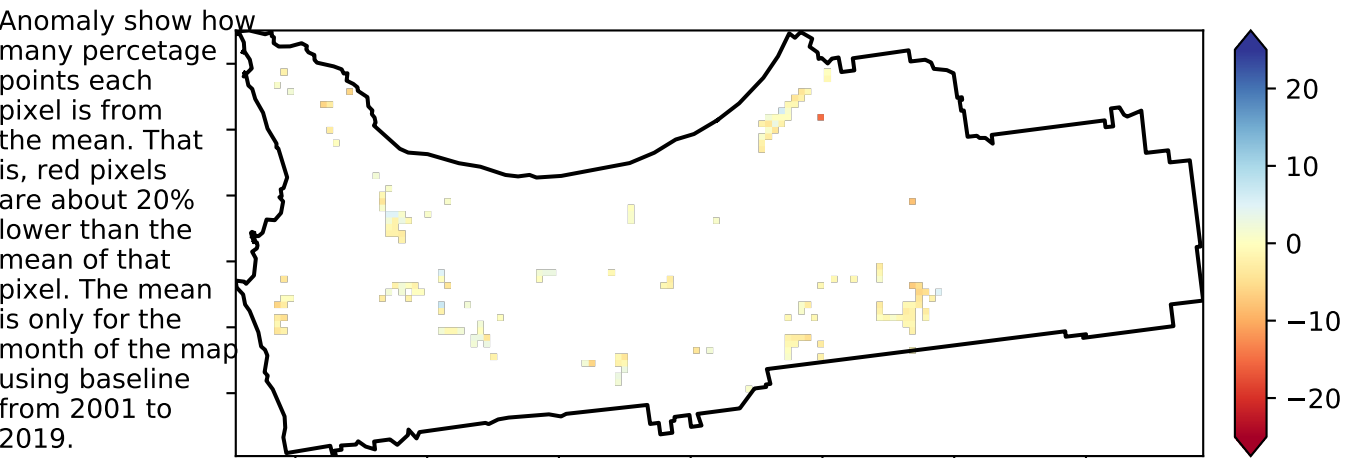 Anomaly show how
many percetage
points each
pixel is from
the mean. That
is, red pixels
are about 20%
lower than the
mean of that
pixel. The mean
is only for the
month of the map
using baseline
from 2001 to
2019.
20
10
0
−10
−20